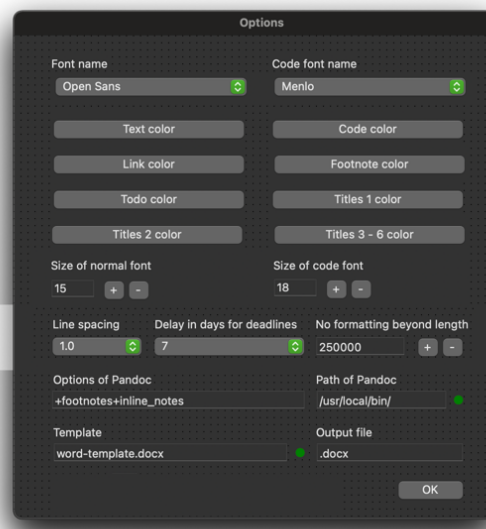 Options
Font name Code font name
Open Sans Menlo
Text color Code color
Link color Footnote color
Todo color Titles 1 color
Titles 2 color Titles 3 - 6 color
Size of normal font Size of code font
15 + - 18 + -
Line spacing Delay in days for deadlines No formatting beyond length
1.0 7 250000 + -
Options of Pandoc Path of Pandoc
+footnotes+inline_notes /usr/local/bin/
Template Output file
word-template.docx .docx
OK